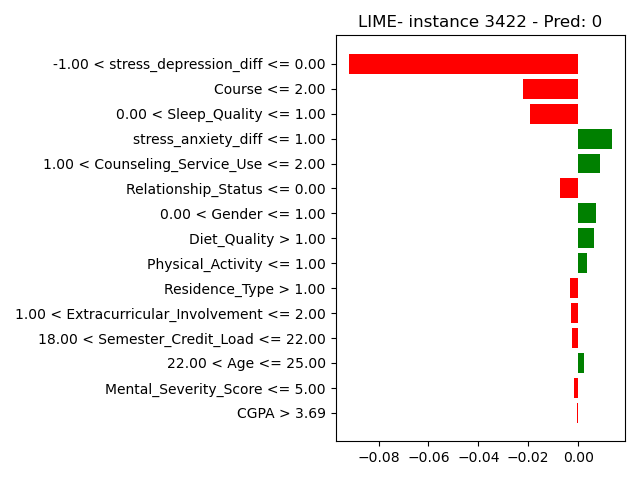 LIME- instance 3422 - Pred: 0
-1.00 < stress_depression_diff <= 0.00
Course <= 2.00
0.00 < Sleep_Quality <= 1.00
stress_anxiety_diff <= 1.00
1.00 < Counseling_Service_Use <= 2.00
Relationship_Status <= 0.00
0.00 < Gender <= 1.00
Diet_Quality > 1.00
Physical_Activity <= 1.00
Residence_Type > 1.00
1.00 < Extracurricular_Involvement <= 2.00
18.00 < Semester_Credit_Load <= 22.00
22.00 < Age <= 25.00
Mental_Severity_Score <= 5.00
CGPA > 3.69
−0.08 −0.06 −0.04 −0.02 0.00